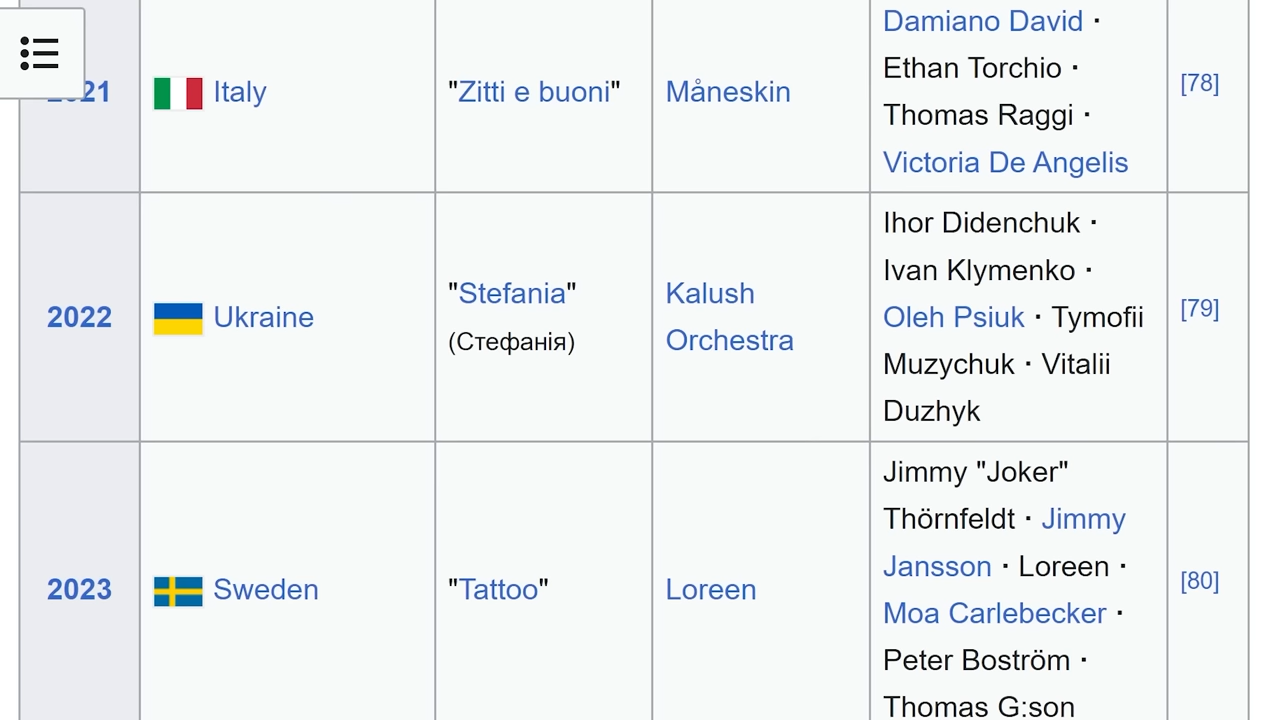 Damiano David ·
Ethan Torchio ·
21 Italy "Zitti e buoni" Måneskin [78]
Thomas Raggi ·
Victoria De Angelis
Ihor Didenchuk ·
Ivan Klymenko ·
"Stefania" Kalush
2022 Ukraine Oleh Psiuk · Tymofii [79]
(Стефанія) Orchestra
Muzychuk · Vitalii
Duzhyk
Jimmy "Joker"
Thörnfeldt · Jimmy
Jansson · Loreen ·
2023 Sweden "Tattoo" Loreen [80]
Moa Carlebecker ·
Peter Boström ·
Thomas G:son